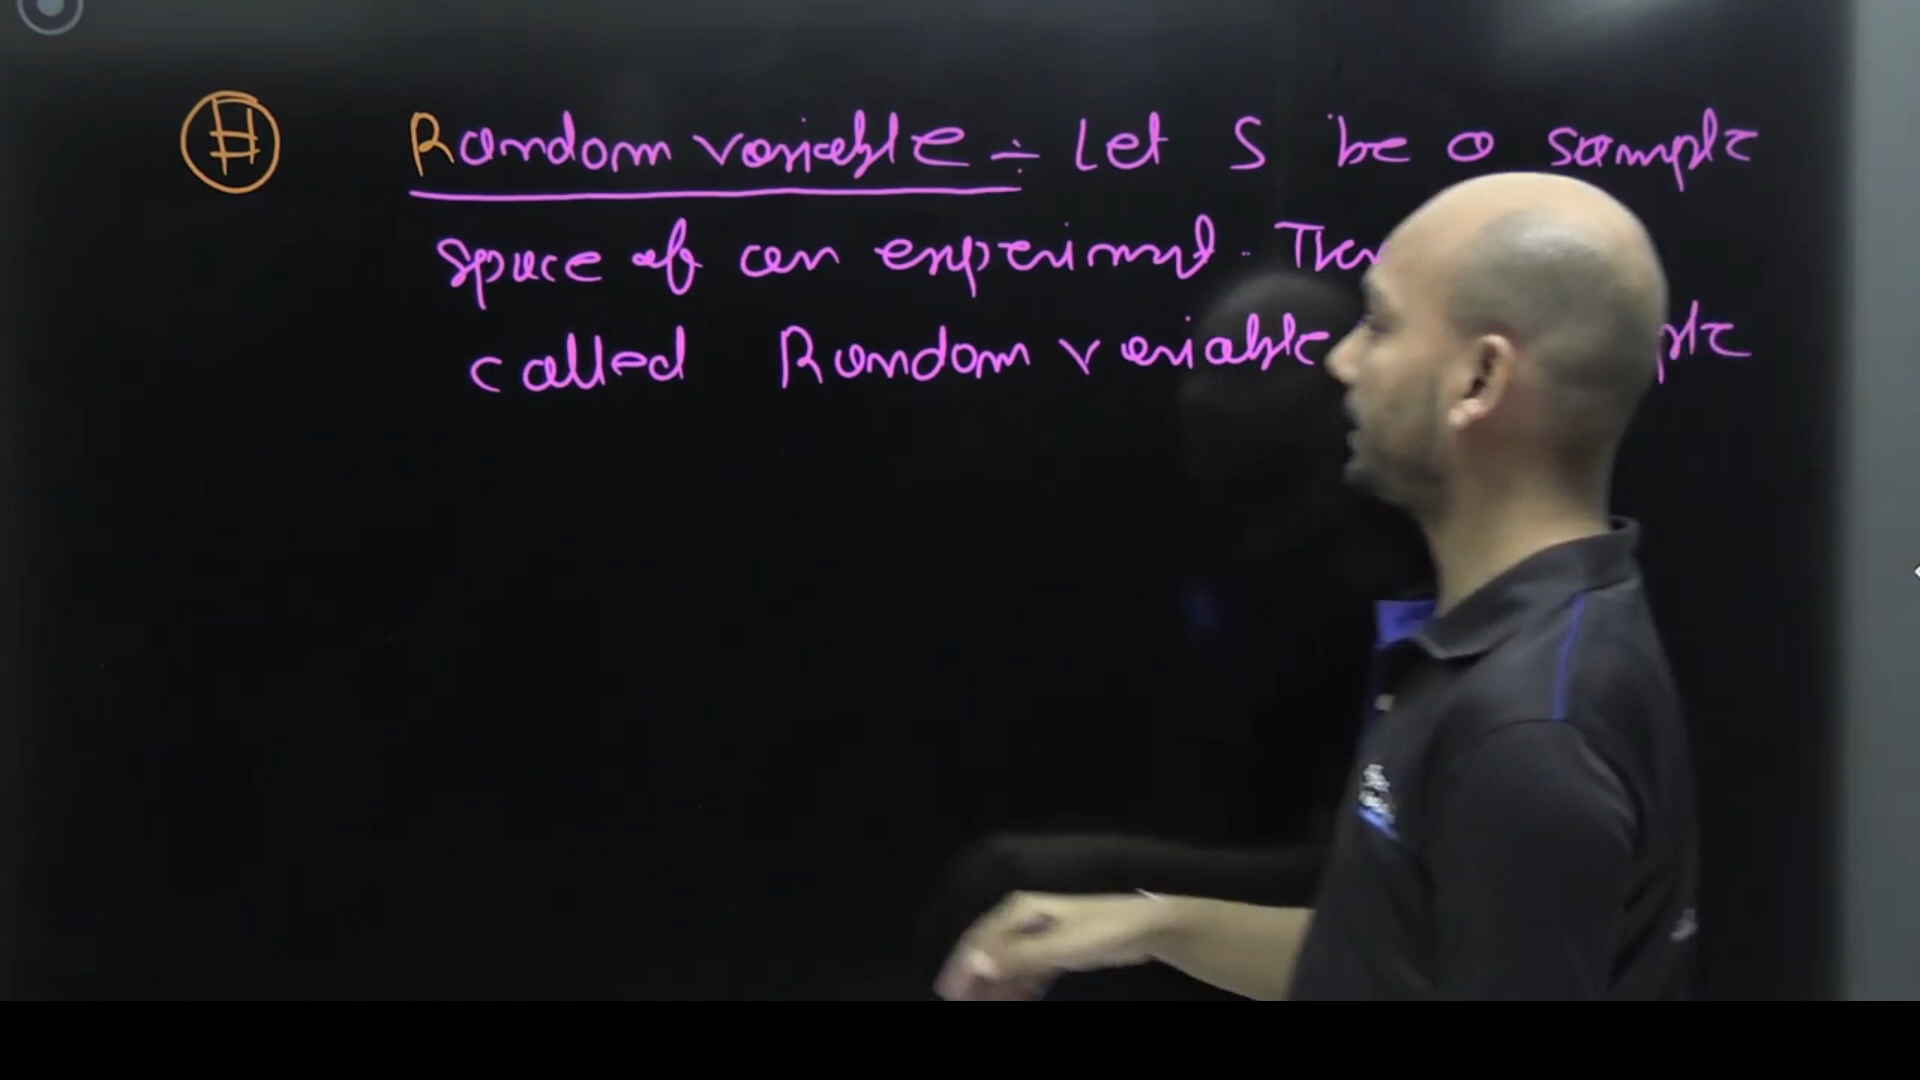 # Random variable :- Let S be a sample
space of an experiment. The
called Random variable